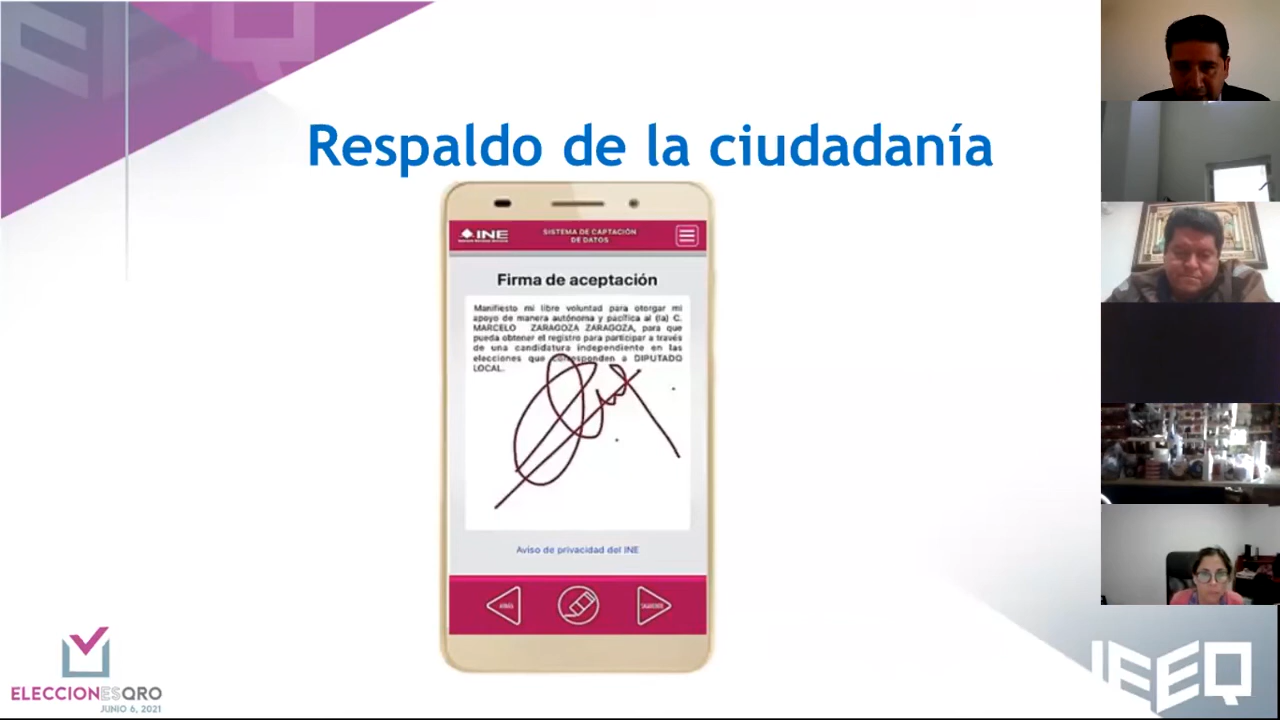 EEQ
Respaldo de la ciudadanía
INE
SISTEMA DE CAPTACIÓN
DE DATOS
Firma de aceptación
Manifiesto mi libre voluntad para otorgar mi
apoyo de manera autónoma y pacífica al (la) C.
MARCELO ZARAGOZA ZARAGOZA, para que
pueda obtener el registro para participar a través
de una candidatura independiente en las
elecciones que corresponden a DIPUTADO
LOCAL.
Aviso de privacidad del INE
ATRÁS
SIGUIENTE
ELECCIONESQRO
JUNIO 6, 2021
IEEQ